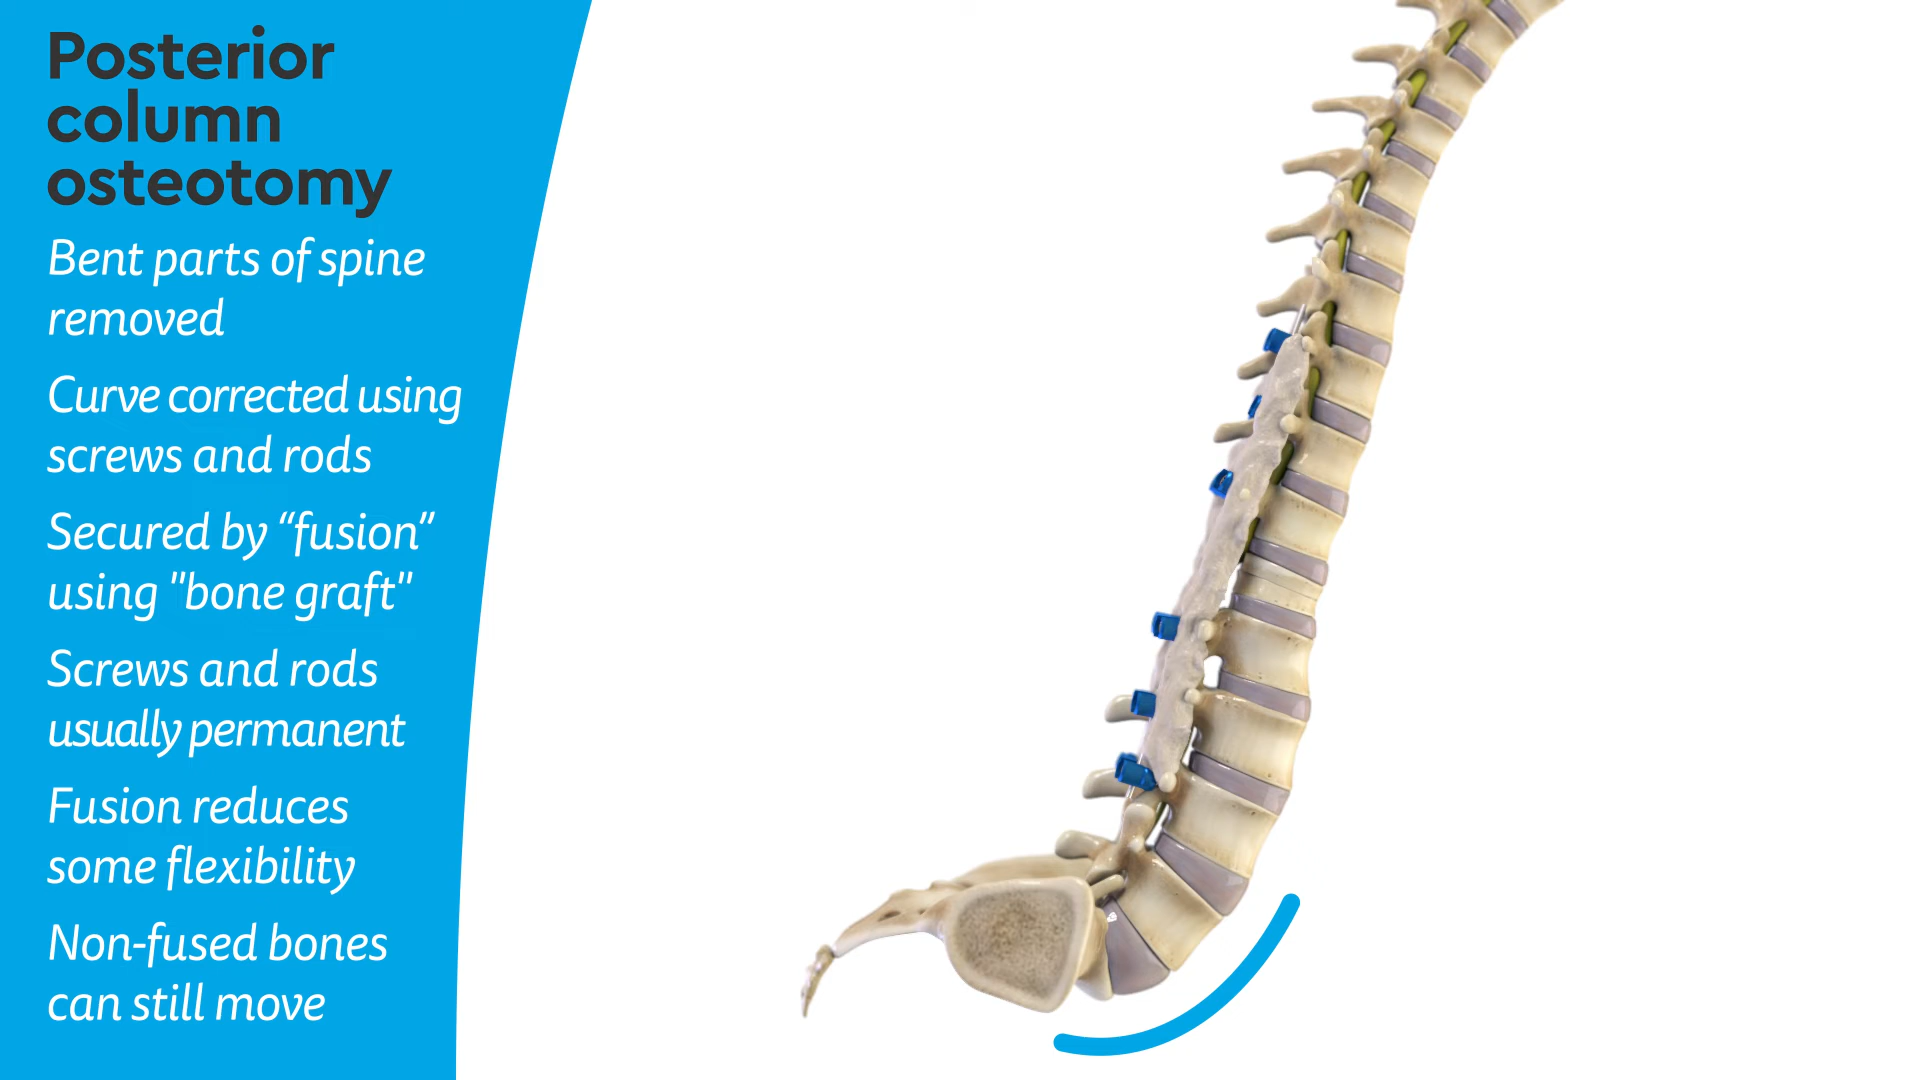 Posterior
column
osteotomy
Bent parts of spine
removed
Curve corrected using
screws and rods
Secured by “fusion”
using "bone graft"
Screws and rods
usually permanent
Fusion reduces
some flexibility
Non-fused bones
can still move